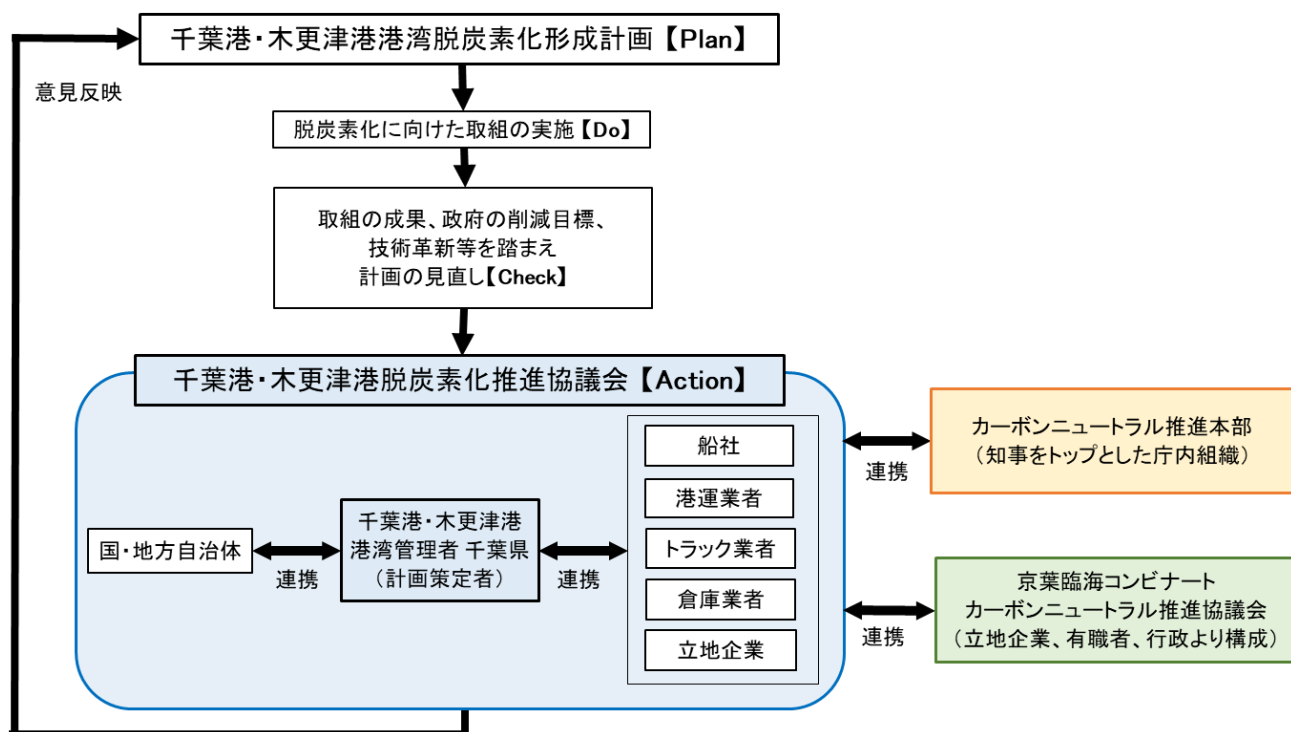 千葉港・木更津港港湾脱炭素化形成計画【Plan】
意見反映
脱炭素化に向けた取組の実施【Do】
取組の成果、政府の削減目標、
技術革新等を踏まえ
計画の見直し【Check】
千葉港・木更津港脱炭素化推進協議会【Action】
国・地方自治体
連携
千葉港・木更津港
港湾管理者 千葉県
（計画策定者）
連携
船社
港運業者
トラック業者
倉庫業者
立地企業
連携
カーボンニュートラル推進本部
（知事をトップとした庁内組織）
連携
京葉臨海コンビナート
カーボンニュートラル推進協議会
（立地企業、有職者、行政より構成）